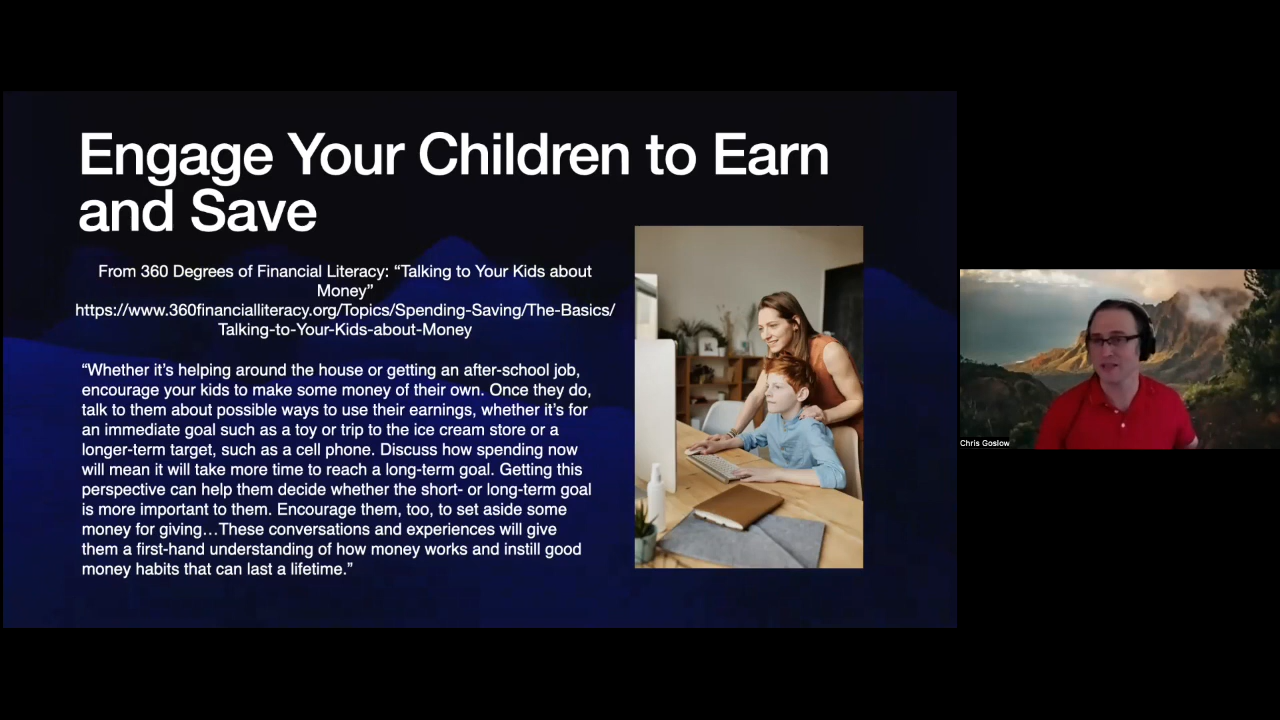 Engage Your Children to Earn
and Save
From 360 Degrees of Financial Literacy: “Talking to Your Kids about
Money”
https://www.360financialliteracy.org/Topics/Spending-Saving/The-Basics/
Talking-to-Your-Kids-about-Money
“Whether it’s helping around the house or getting an after-school job,
encourage your kids to make some money of their own. Once they do,
talk to them about possible ways to use their earnings, whether it’s for
an immediate goal such as a toy or trip to the ice cream store or a
longer-term target, such as a cell phone. Discuss how spending now
will mean it will take more time to reach a long-term goal. Getting this
perspective can help them decide whether the short- or long-term goal
is more important to them. Encourage them, too, to set aside some
money for giving…These conversations and experiences will give
them a first-hand understanding of how money works and instill good
money habits that can last a lifetime.”
Chris Goslow